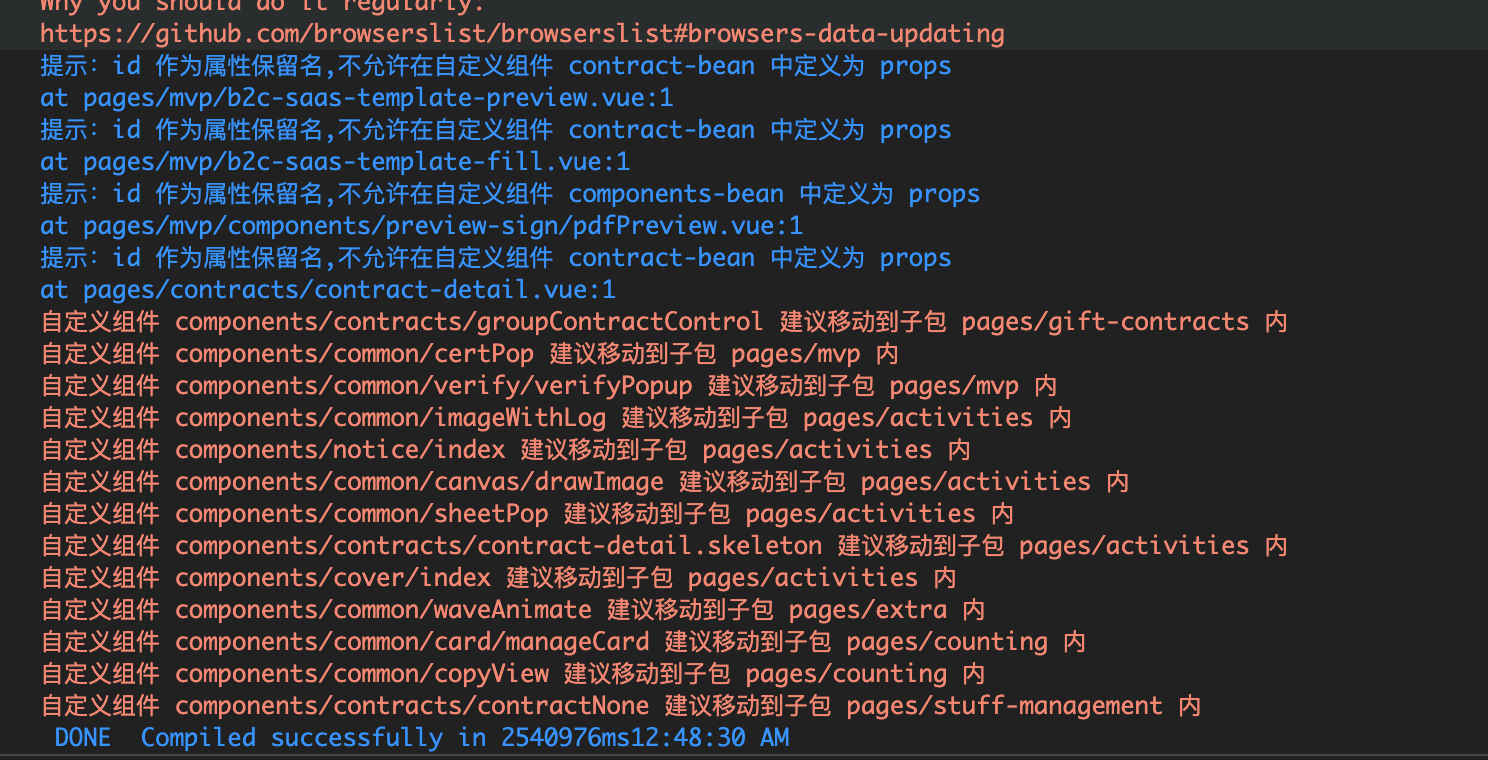 Why you should do it regularly:
https://github.com/browserslist/browserslist#browsers-data-updating
提示：id 作为属性保留名,不允许在自定义组件 contract-bean 中定义为 props
at pages/mvp/b2c-saas-template-preview.vue:1
提示：id 作为属性保留名,不允许在自定义组件 contract-bean 中定义为 props
at pages/mvp/b2c-saas-template-fill.vue:1
提示：id 作为属性保留名,不允许在自定义组件 components-bean 中定义为 props
at pages/mvp/components/preview-sign/pdfPreview.vue:1
提示：id 作为属性保留名,不允许在自定义组件 contract-bean 中定义为 props
at pages/contracts/contract-detail.vue:1
自定义组件 components/contracts/groupContractControl 建议移动到子包 pages/gift-contracts 内
自定义组件 components/common/certPop 建议移动到子包 pages/mvp 内
自定义组件 components/common/verify/verifyPopup 建议移动到子包 pages/mvp 内
自定义组件 components/common/imageWithLog 建议移动到子包 pages/activities 内
自定义组件 components/notice/index 建议移动到子包 pages/activities 内
自定义组件 components/common/canvas/drawImage 建议移动到子包 pages/activities 内
自定义组件 components/common/sheetPop 建议移动到子包 pages/activities 内
自定义组件 components/contracts/contract-detail.skeleton 建议移动到子包 pages/activities 内
自定义组件 components/cover/index 建议移动到子包 pages/activities 内
自定义组件 components/common/waveAnimate 建议移动到子包 pages/extra 内
自定义组件 components/common/card/manageCard 建议移动到子包 pages/counting 内
自定义组件 components/common/copyView 建议移动到子包 pages/counting 内
自定义组件 components/contracts/contractNone 建议移动到子包 pages/stuff-management 内
DONE  Compiled successfully in 2540976ms12:48:30 AM